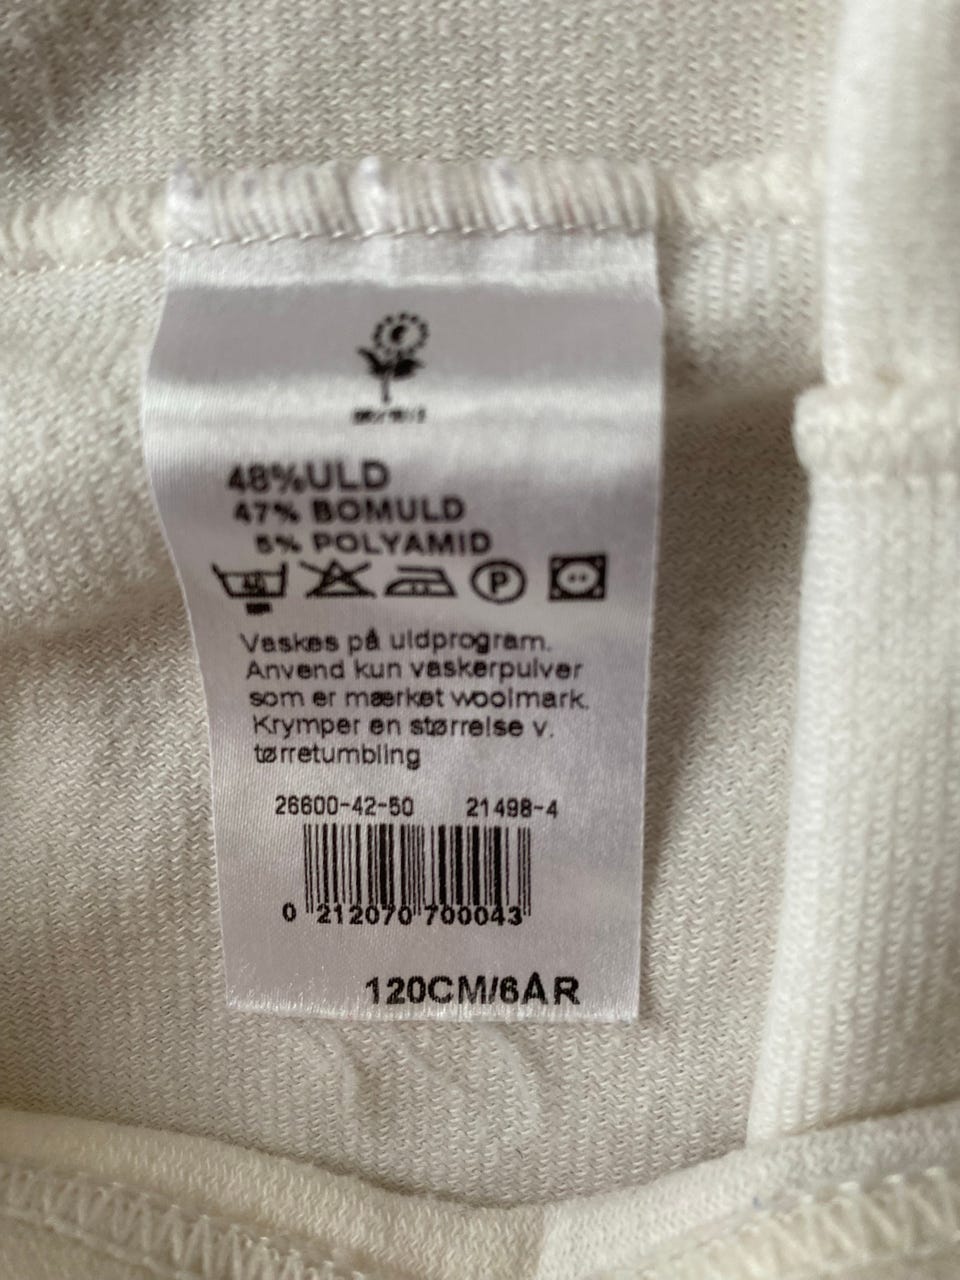 48%ULD
47% BOMULD
5% POLYAMID
40
P
Vaskes på uldprogram.
Anvend kun vaskerpulver
som er mærket woolmark.
Krymper en størrelse v.
tørretumbling
26600-42-50 21498-4
0 212070 700043
120CM/6ÅR